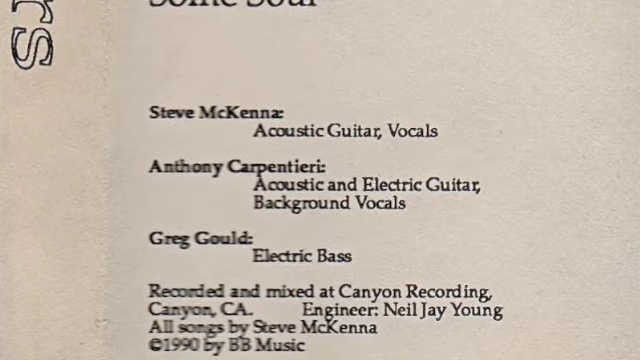 Some Soul
Steve McKenna:
Acoustic Guitar, Vocals
Anthony Carpentieri:
Acoustic and Electric Guitar,
Background Vocals
Greg Gould:
Electric Bass
Recorded and mixed at Canyon Recording,
Canyon, CA. Engineer: Neil Jay Young
All songs by Steve McKenna
©1990 by BB Music